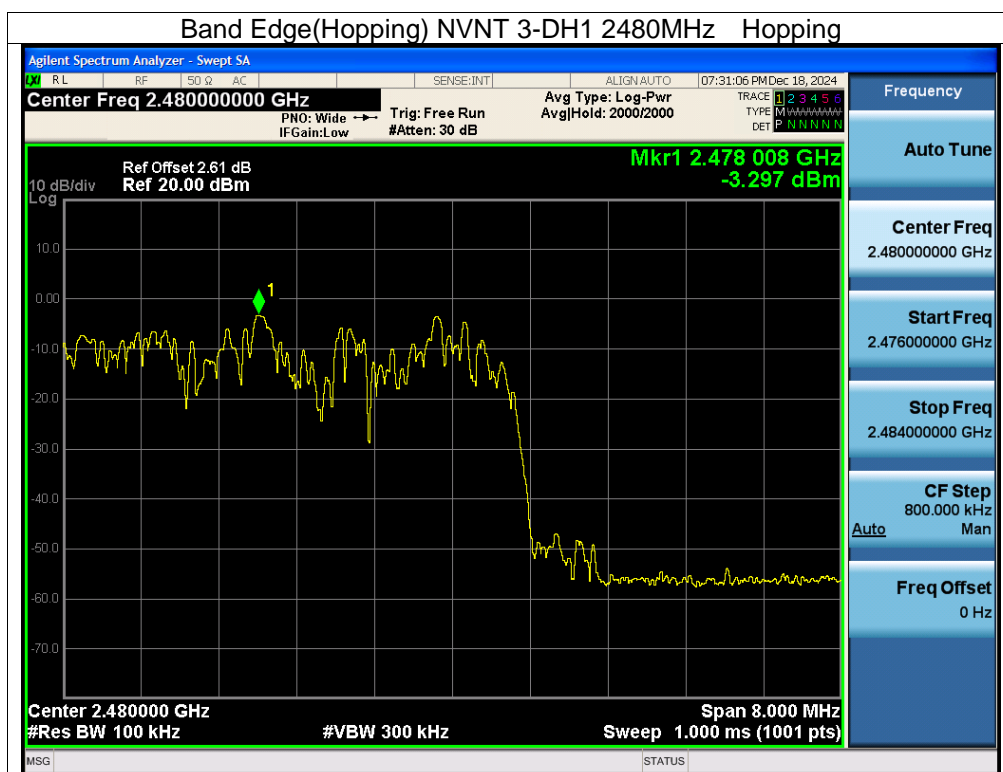 Band Edge(Hopping) NVNT 3-DH1 2480MHz Hopping
Agilent Spectrum Analyzer - Swept SA
LXI RL RF 50 Ω AC SENSE:INT ALIGN AUTO 07:31:06 PM Dec 18, 2024
Center Freq 2.480000000 GHz
PNO: Wide
IFGain:Low
Trig: Free Run
#Atten: 30 dB
Avg Type: Log-Pwr
Avg|Hold: 2000/2000
TRACE 1 2 3 4 5 6
TYPE M W W W W W
DET P N N N N N
Mkr1 2.478 008 GHz
-3.297 dBm
Ref Offset 2.61 dB
10 dB/div Ref 20.00 dBm
Log
10.0
0.00
-10.0
-20.0
-30.0
-40.0
-50.0
-60.0
-70.0
1
Center 2.480000 GHz Span 8.000 MHz
#Res BW 100 kHz #VBW 300 kHz Sweep 1.000 ms (1001 pts)
MSG STATUS
Frequency
Auto Tune
Center Freq
2.480000000 GHz
Start Freq
2.476000000 GHz
Stop Freq
2.484000000 GHz
CF Step
800.000 kHz
Auto Man
Freq Offset
0 Hz